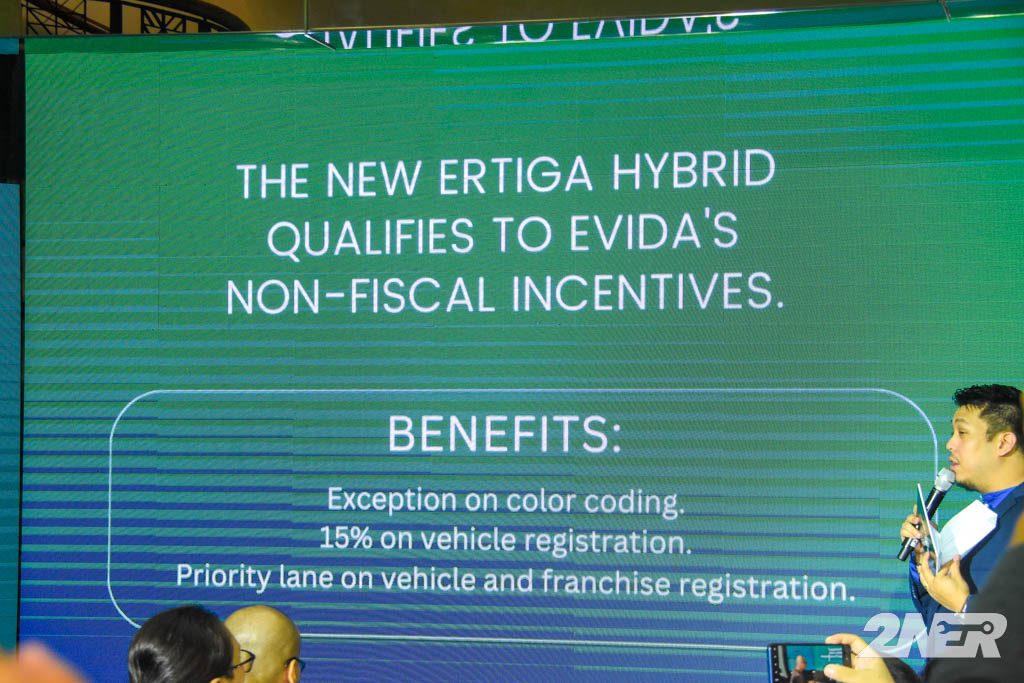 THE NEW ERTIGA HYBRID
QUALIFIES TO EVIDA'S
NON-FISCAL INCENTIVES.
BENEFITS:
Exception on color coding.
15% on vehicle registration.
Priority lane on vehicle and franchise registration.
2NER